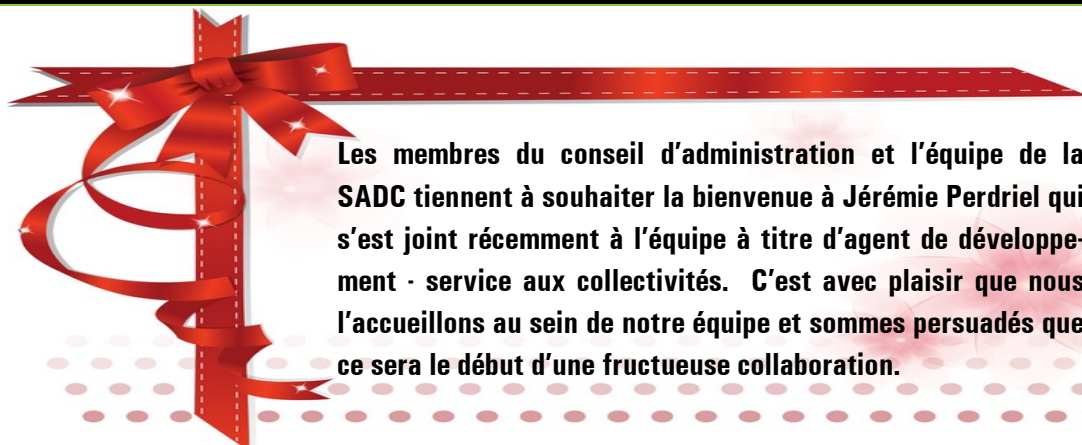 Les membres du conseil d’administration et l’équipe de la
SADC tiennent à souhaiter la bienvenue à Jérémie Perdriel qui
s’est joint récemment à l’équipe à titre d’agent de développe-
ment - service aux collectivités.  C’est avec plaisir que nous
l’accueillons au sein de notre équipe et sommes persuadés que
ce sera le début d’une fructueuse collaboration.